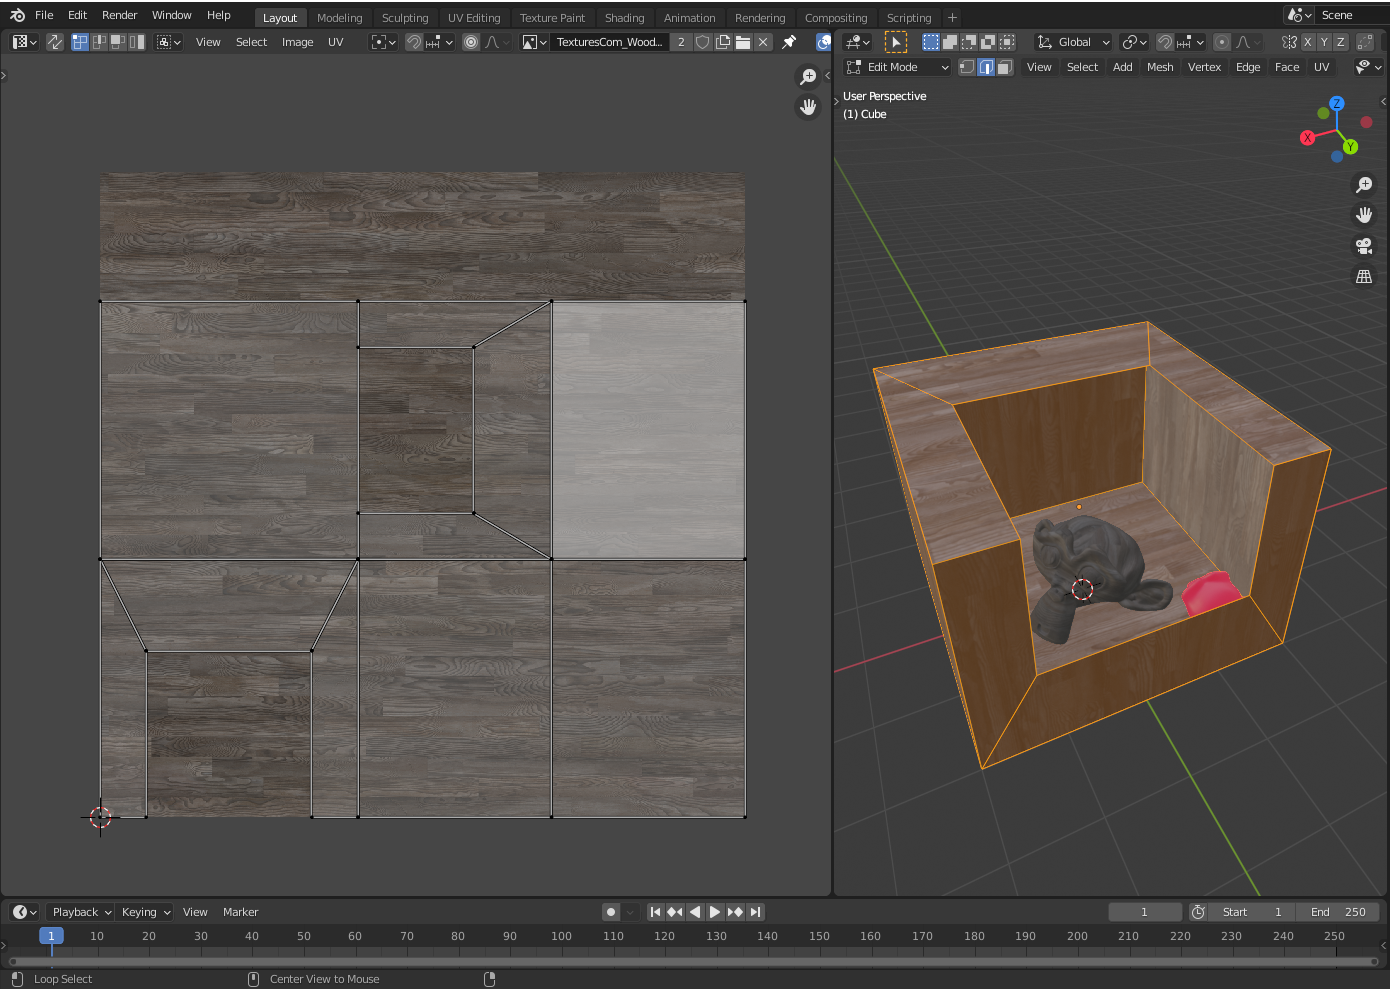 File Edit Render Window Help Layout Modeling Sculpting UV Editing Texture Paint Shading Animation Rendering Compositing Scripting + Scene
View Select Image UV TexturesCom_Wood... 2 Global X Y Z
Edit Mode View Select Add Mesh Vertex Edge Face UV
User Perspective
(1) Cube
Z
X
Y
Playback Keying View Marker 1 Start 1 End 250
1 10 20 30 40 50 60 70 80 90 100 110 120 130 140 150 160 170 180 190 200 210 220 230 240 250
Loop Select Center View to Mouse